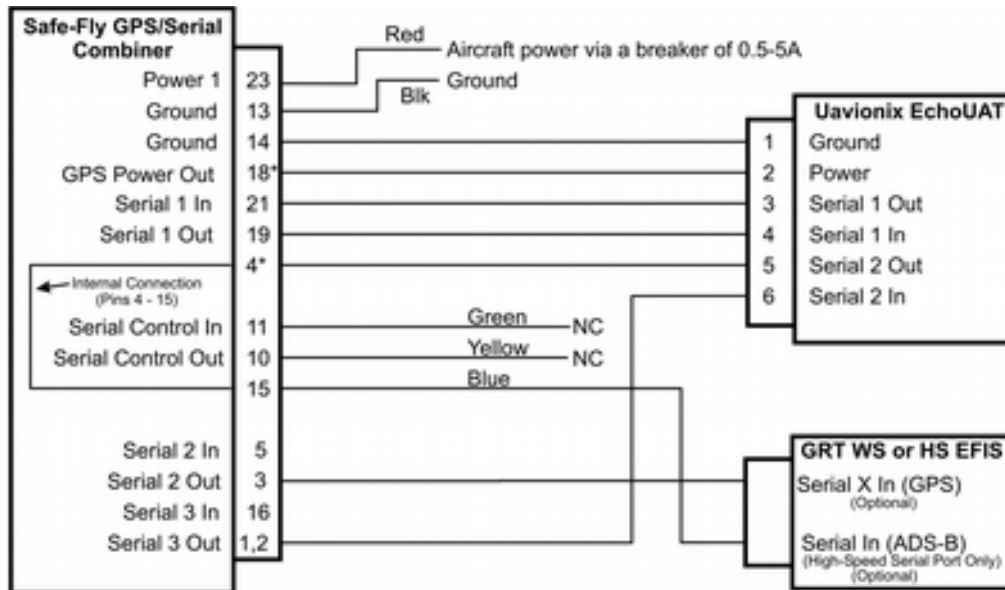 Safe-Fly GPS/Serial
Combiner
Power 1 23
Red
Aircraft power via a breaker of 0.5-5A
Ground 13
Blk
Ground
Ground 14
GPS Power Out 18*
Serial 1 In 21
Serial 1 Out 19
4*
Internal Connection
(Pins 4 - 15)
Serial Control In 11
Green
NC
Serial Control Out 10
Yellow
NC
Blue
15
Serial 2 In 5
Serial 2 Out 3
Serial 3 In 16
Serial 3 Out 1,2
Uavionix EchoUAT
1 Ground
2 Power
3 Serial 1 Out
4 Serial 1 In
5 Serial 2 Out
6 Serial 2 In
GRT WS or HS EFIS
Serial X In (GPS)
(Optional)
Serial In (ADS-B)
(High-Speed Serial Port Only)
(Optional)